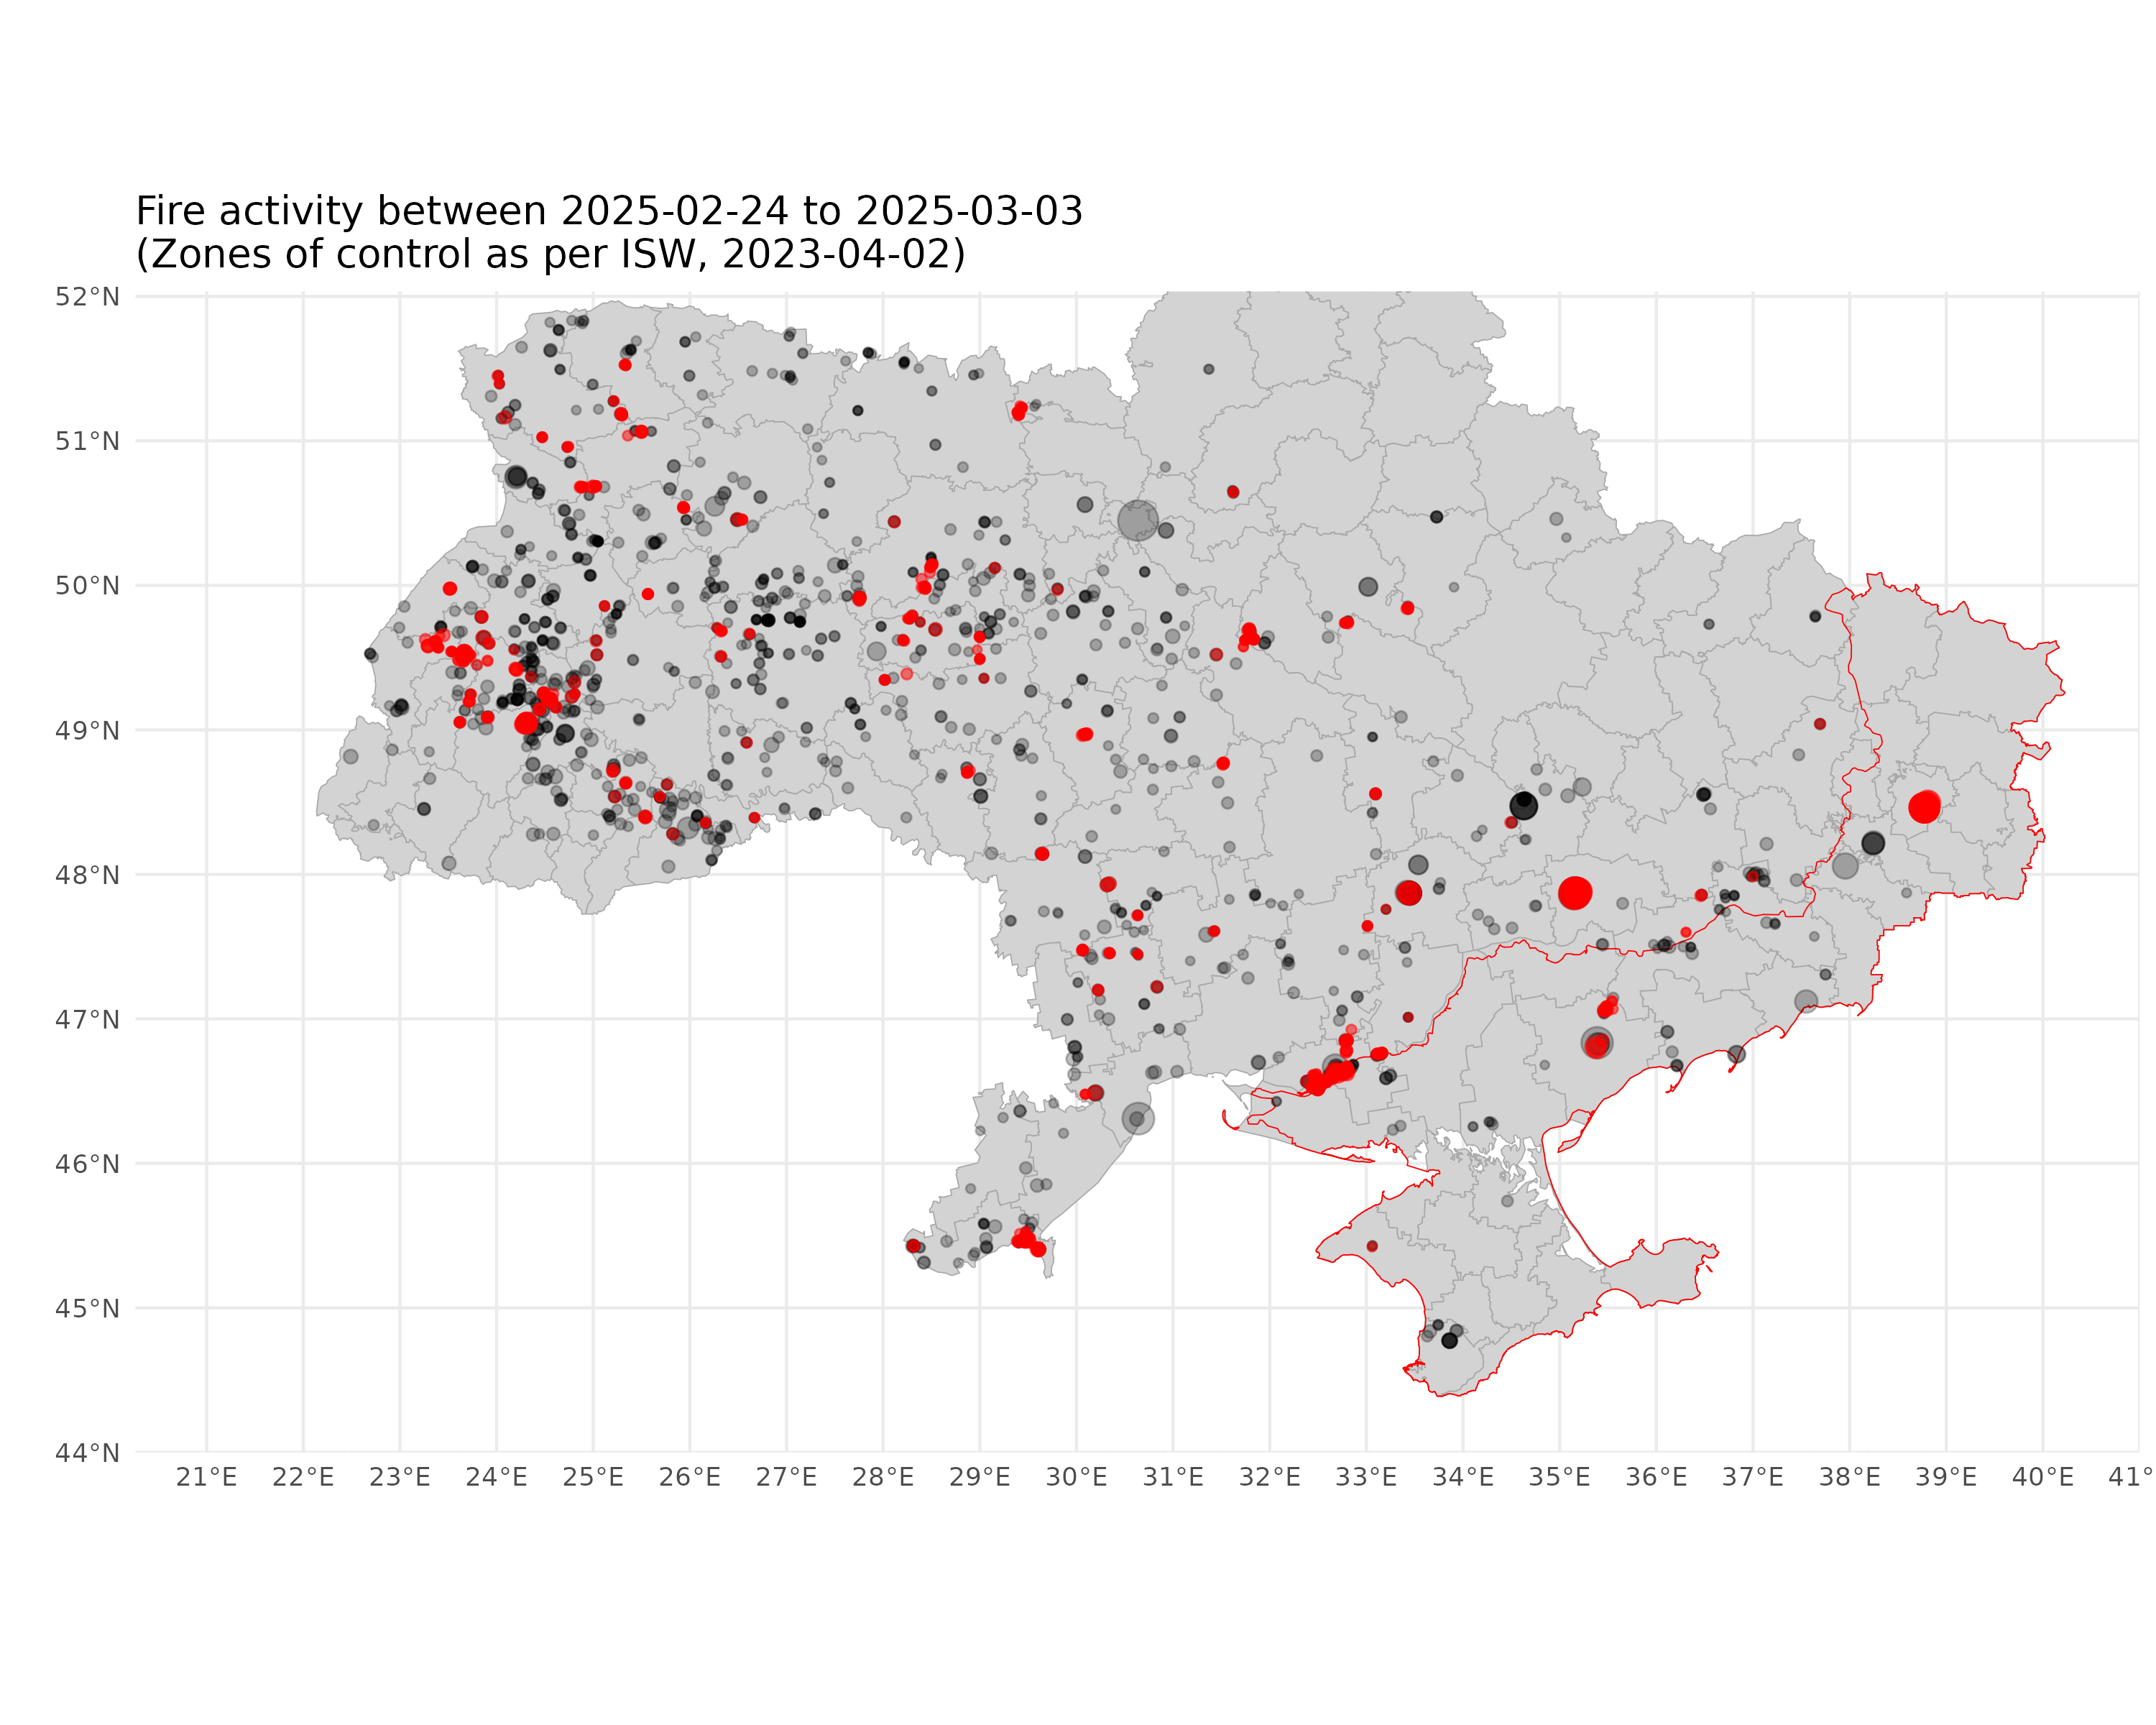 Fire activity between 2025-02-24 to 2025-03-03
(Zones of control as per ISW, 2023-04-02)
52°N
51°N
50°N
49°N
48°N
47°N
46°N
45°N
44°N
21°E 22°E 23°E 24°E 25°E 26°E 27°E 28°E 29°E 30°E 31°E 32°E 33°E 34°E 35°E 36°E 37°E 38°E 39°E 40°E 41°